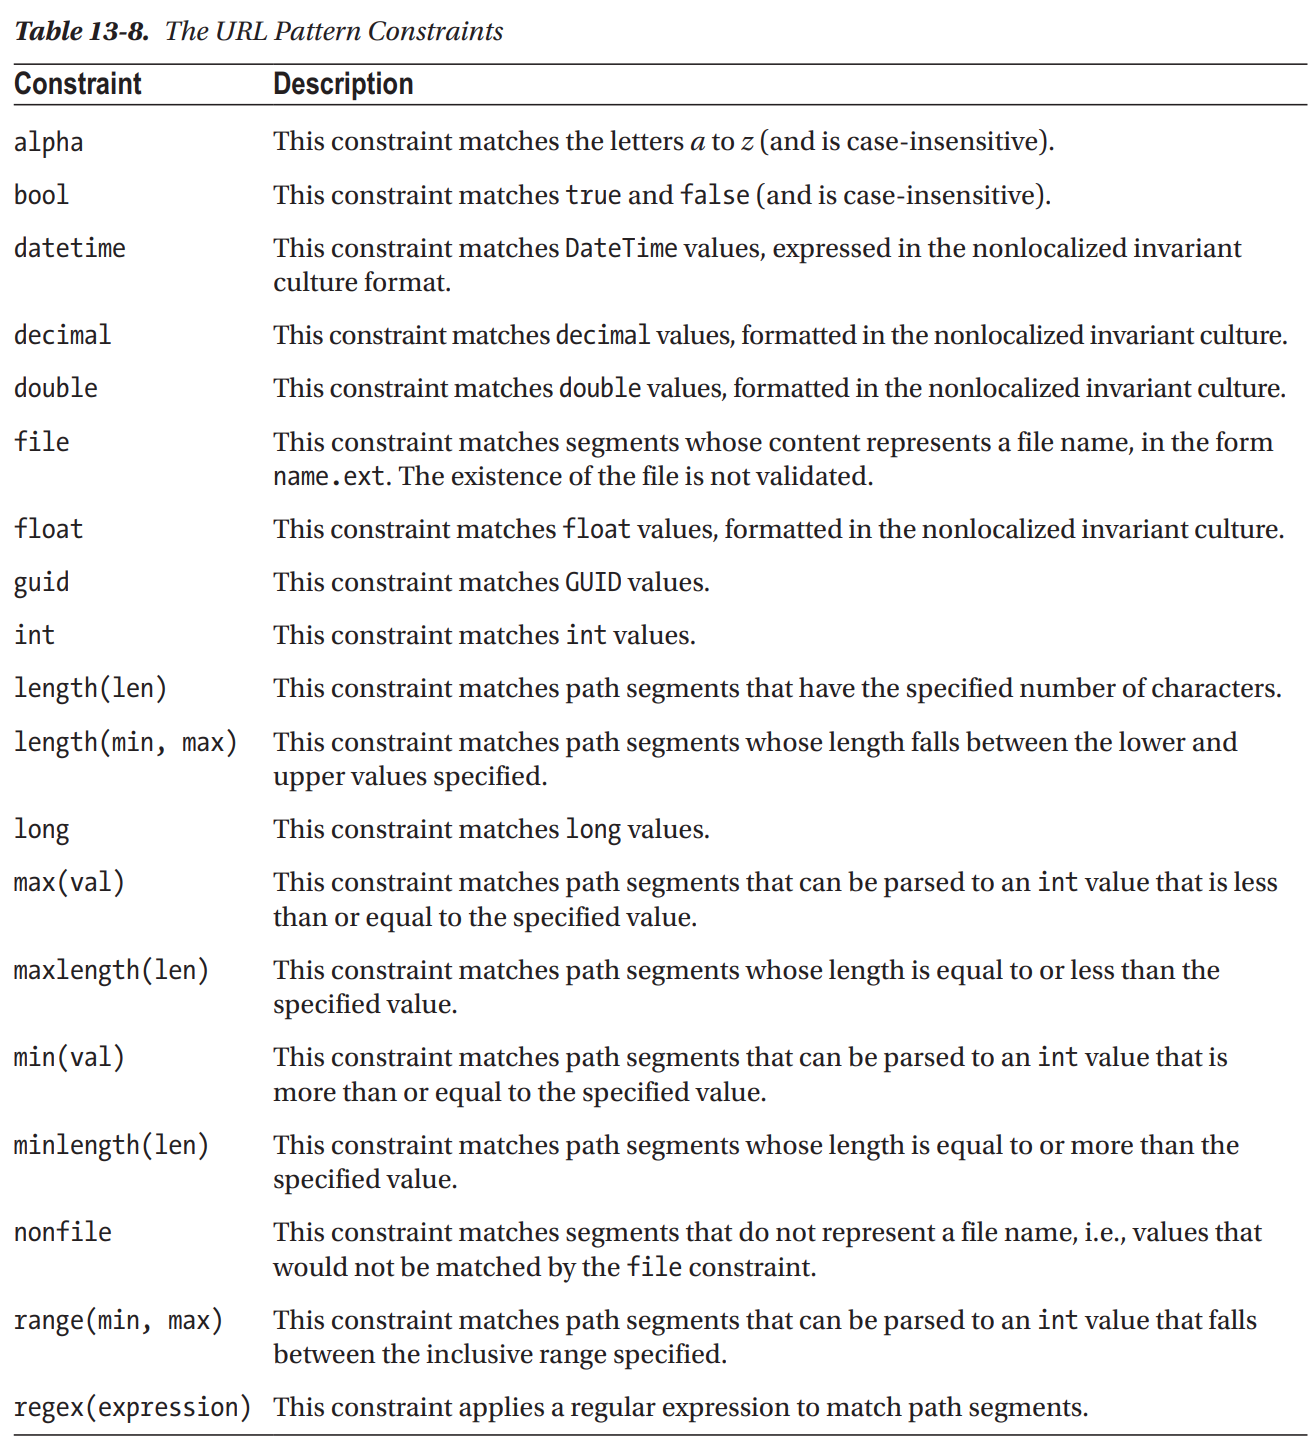 Table 13-8. The URL Pattern Constraints
Constraint Description
alpha This constraint matches the letters a to z (and is case-insensitive).
bool This constraint matches true and false (and is case-insensitive).
datetime This constraint matches DateTime values, expressed in the nonlocalized invariant
culture format.
decimal This constraint matches decimal values, formatted in the nonlocalized invariant culture.
double This constraint matches double values, formatted in the nonlocalized invariant culture.
file This constraint matches segments whose content represents a file name, in the form
name.ext. The existence of the file is not validated.
float This constraint matches float values, formatted in the nonlocalized invariant culture.
guid This constraint matches GUID values.
int This constraint matches int values.
length(len) This constraint matches path segments that have the specified number of characters.
length(min, max) This constraint matches path segments whose length falls between the lower and
upper values specified.
long This constraint matches long values.
max(val) This constraint matches path segments that can be parsed to an int value that is less
than or equal to the specified value.
maxlength(len) This constraint matches path segments whose length is equal to or less than the
specified value.
min(val) This constraint matches path segments that can be parsed to an int value that is
more than or equal to the specified value.
minlength(len) This constraint matches path segments whose length is equal to or more than the
specified value.
nonfile This constraint matches segments that do not represent a file name, i.e., values that
would not be matched by the file constraint.
range(min, max) This constraint matches path segments that can be parsed to an int value that falls
between the inclusive range specified.
regex(expression) This constraint applies a regular expression to match path segments.